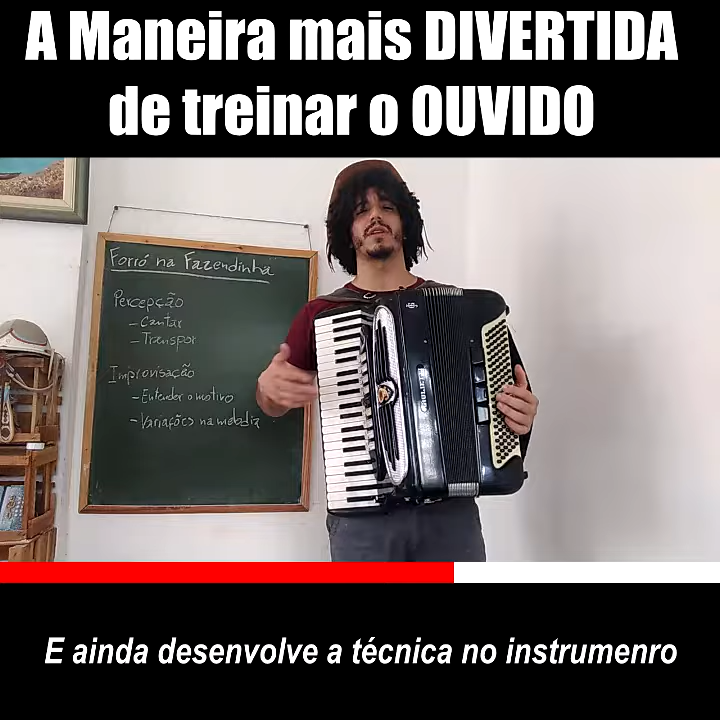 A Maneira mais DIVERTIDA
de treinar o OUVIDO
Forró na Fazendinha
Percepção
- Cantar
- Transpor
Improvisação
- Entender o motivo
- Variações na melodia
E ainda desenvolve a técnica no instrumenro